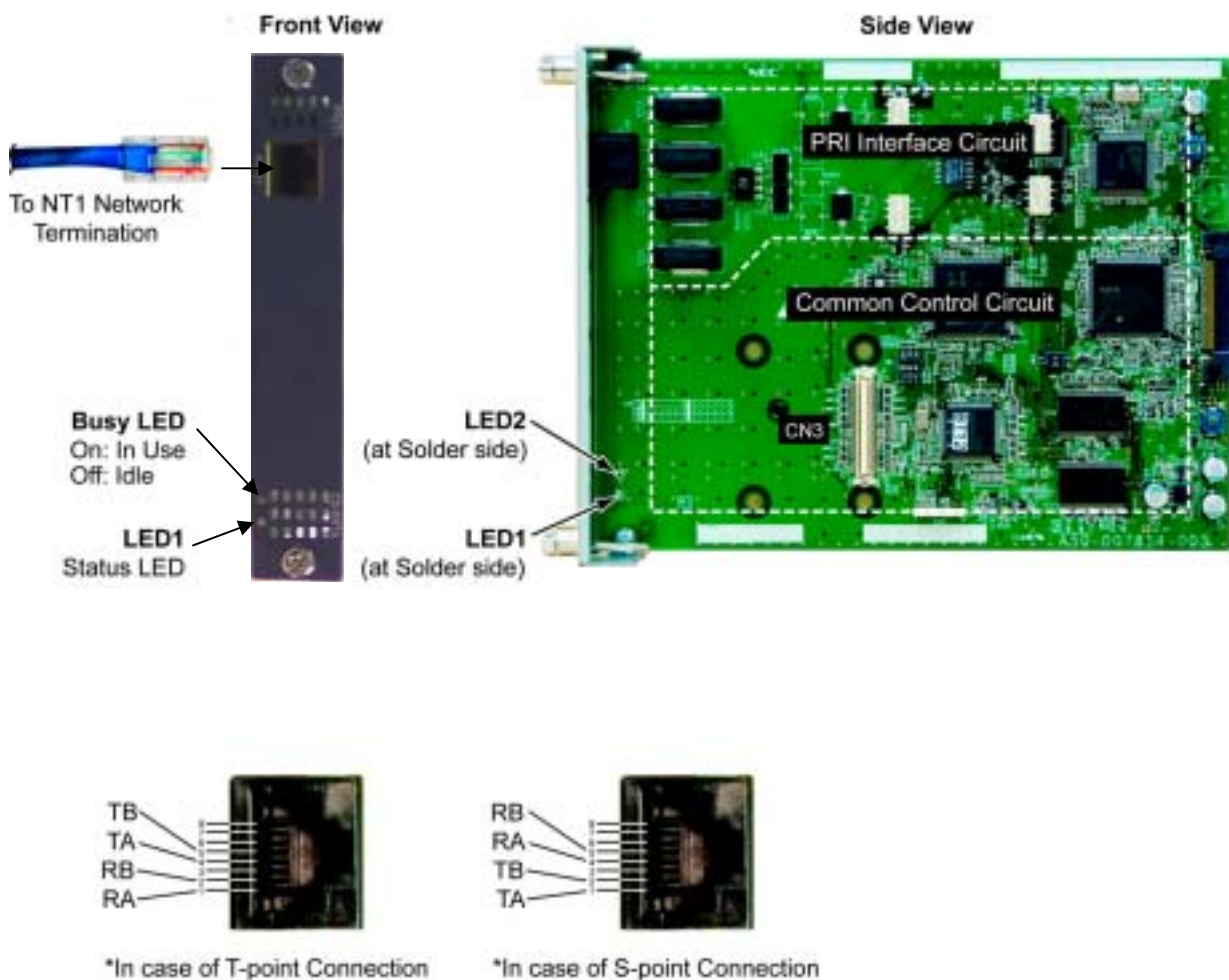 Front View
Side View
NEC
PRI Interface Circuit
To NT1 Network
Termination
Common Control Circuit
Busy LED
On: In Use
Off: Idle
LED2
(at Solder side)
CN3
LED1
Status LED
LED1
(at Solder side)
TB
TA
RB
RA
RB
RA
TB
TA
*In case of T-point Connection
*In case of S-point Connection